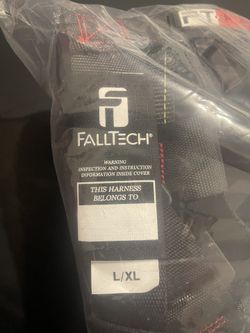 FALLTECH®
WARNING
INSPECTION AND INSTRUCTION
INFORMATION INSIDE COVER
THIS HARNESS
BELONGS TO
L/XL